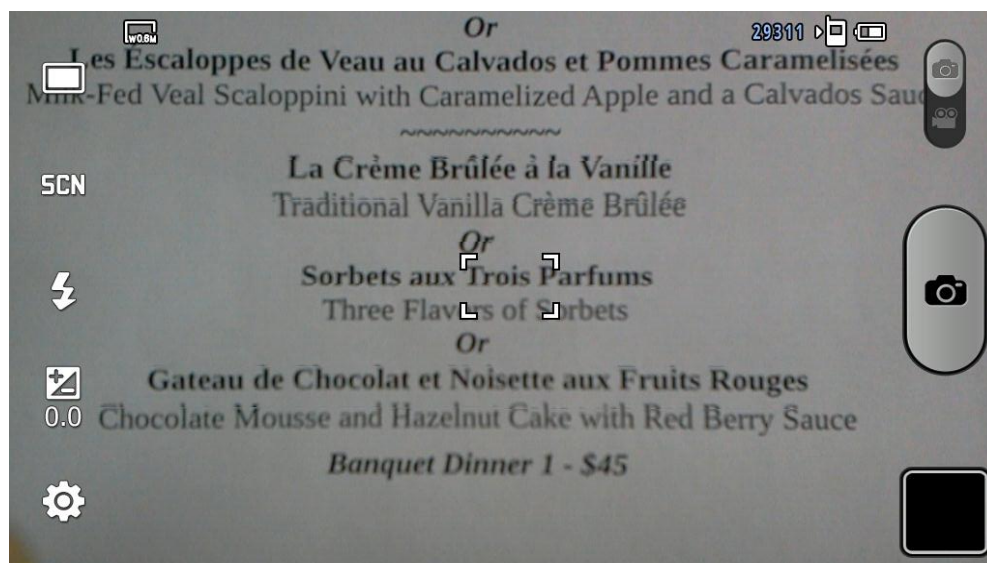 W0.6M
29311
Or
Les Escaloppes de Veau au Calvados et Pommes Caramelisées
Milk-Fed Veal Scaloppini with Caramelized Apple and a Calvados Sauc
~~~~~~~~~~
La Crème Brûlée à la Vanille
SCN
Traditional Vanilla Crème Brûlée
Or
Sorbets aux Trois Parfums
Three Flavors of Sorbets
Or
Gateau de Chocolat et Noisette aux Fruits Rouges
0.0
Chocolate Mousse and Hazelnut Cake with Red Berry Sauce
Banquet Dinner 1 - $45